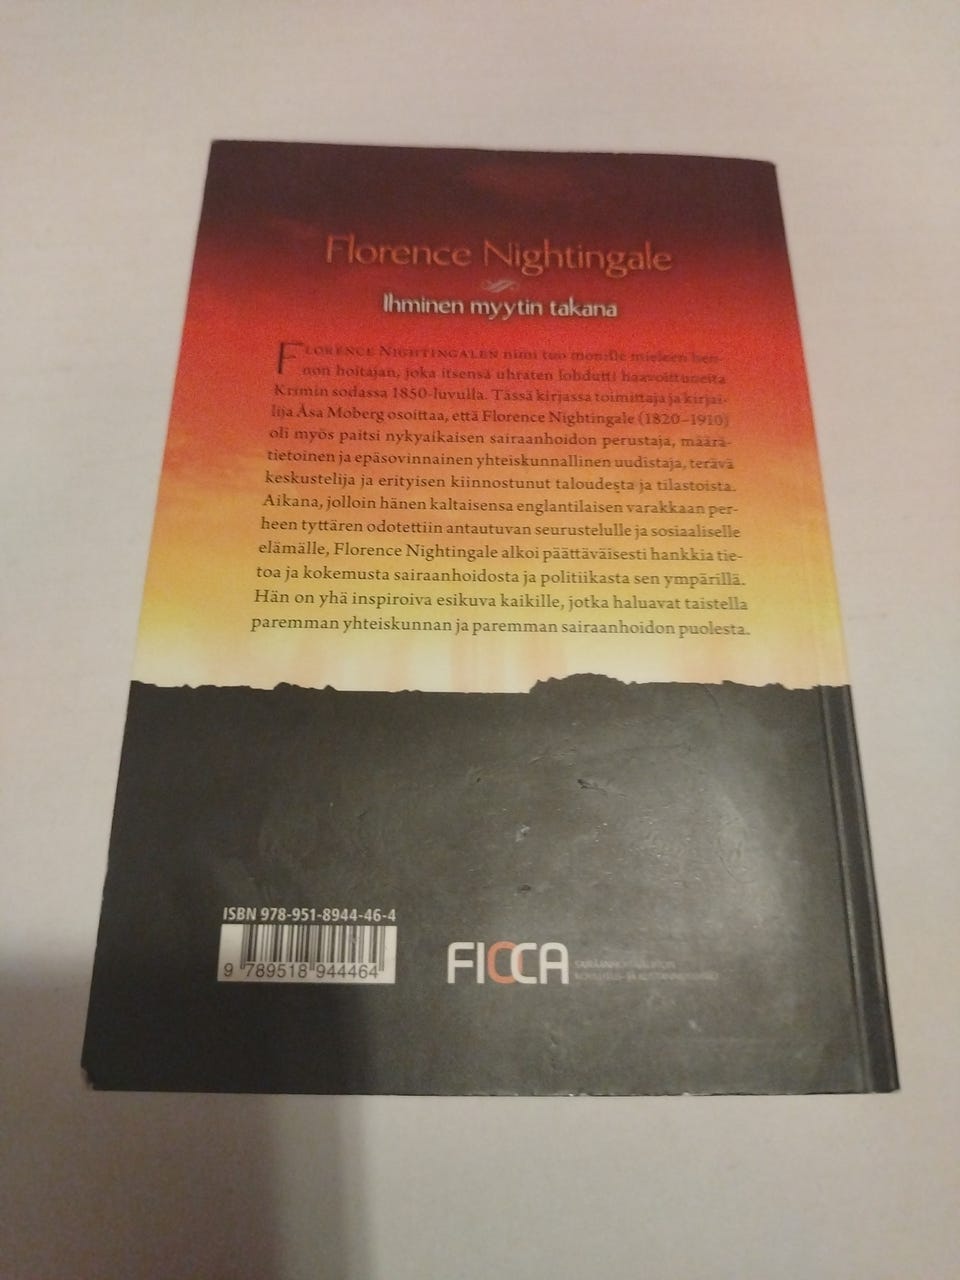 Florence Nightingale
Ihminen myytin takana
FLORENCE NIGHTINGALEN nimi tuo monille mieleen hen-
non hoitajan, joka itsensä uhraten lohdutti haavoittuneita
Krimin sodassa 1850-luvulla. Tässä kirjassa toimittaja ja kirjai-
lija Åsa Moberg osoittaa, että Florence Nightingale (1820–1910)
oli myös paitsi nykyaikaisen sairaanhoidon perustaja, määrä-
tietoinen ja epäsovinnainen yhteiskunnallinen uudistaja, terävä
keskustelija ja erityisen kiinnostunut taloudesta ja tilastoista.
Aikana, jolloin hänen kaltaisensa englantilaisen varakkaan per-
heen tyttären odotettiin antautuvan seurustelulle ja sosiaaliselle
elämälle, Florence Nightingale alkoi päättäväisesti hankkia tie-
toa ja kokemusta sairaanhoidosta ja politiikasta sen ympärillä.
Hän on yhä inspiroiva esikuva kaikille, jotka haluavat taistella
paremman yhteiskunnan ja paremman sairaanhoidon puolesta.
ISBN 978-951-8944-46-4
9 789518 944464
FIOCA